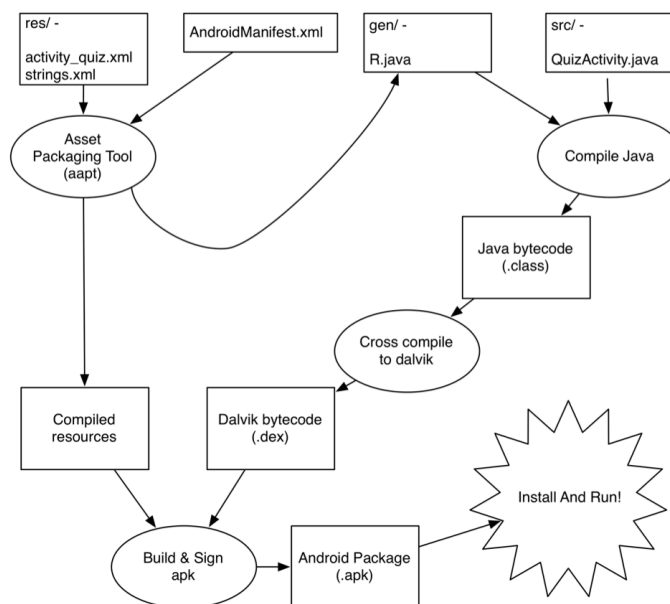 res/ -
activity_quiz.xml
strings.xml
AndroidManifest.xml
gen/ -
R.java
src/ -
QuizActivity.java
Asset
Packaging Tool
(aapt)
Compile Java
Java bytecode
(.class)
Cross compile
to dalvik
Compiled
resources
Dalvik bytecode
(.dex)
Install And Run!
Build & Sign
apk
Android Package
(.apk)